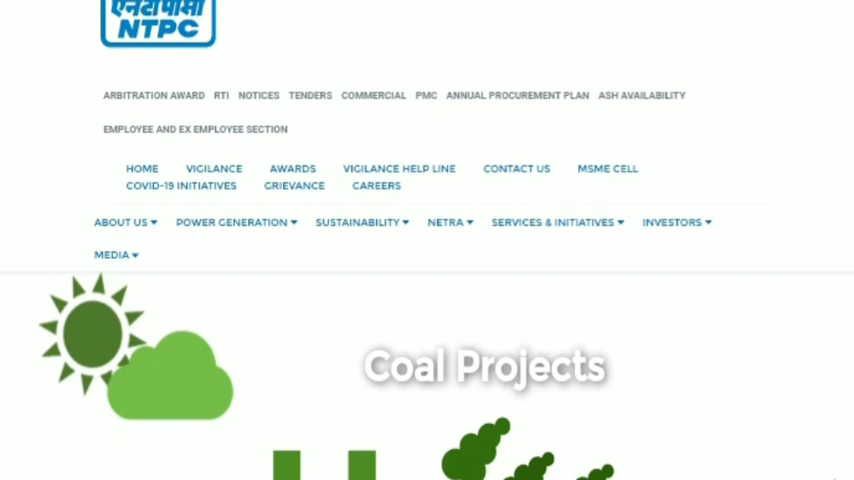 एनटीपीसी
NTPC
ARBITRATION AWARD RTI NOTICES TENDERS COMMERCIAL PMC ANNUAL PROCUREMENT PLAN ASH AVAILABILITY
EMPLOYEE AND EX EMPLOYEE SECTION
HOME VIGILANCE AWARDS VIGILANCE HELP LINE CONTACT US MSME CELL
COVID-19 INITIATIVES GRIEVANCE CAREERS
ABOUT US POWER GENERATION SUSTAINABILITY NETRA SERVICES & INITIATIVES INVESTORS
MEDIA
Coal Projects